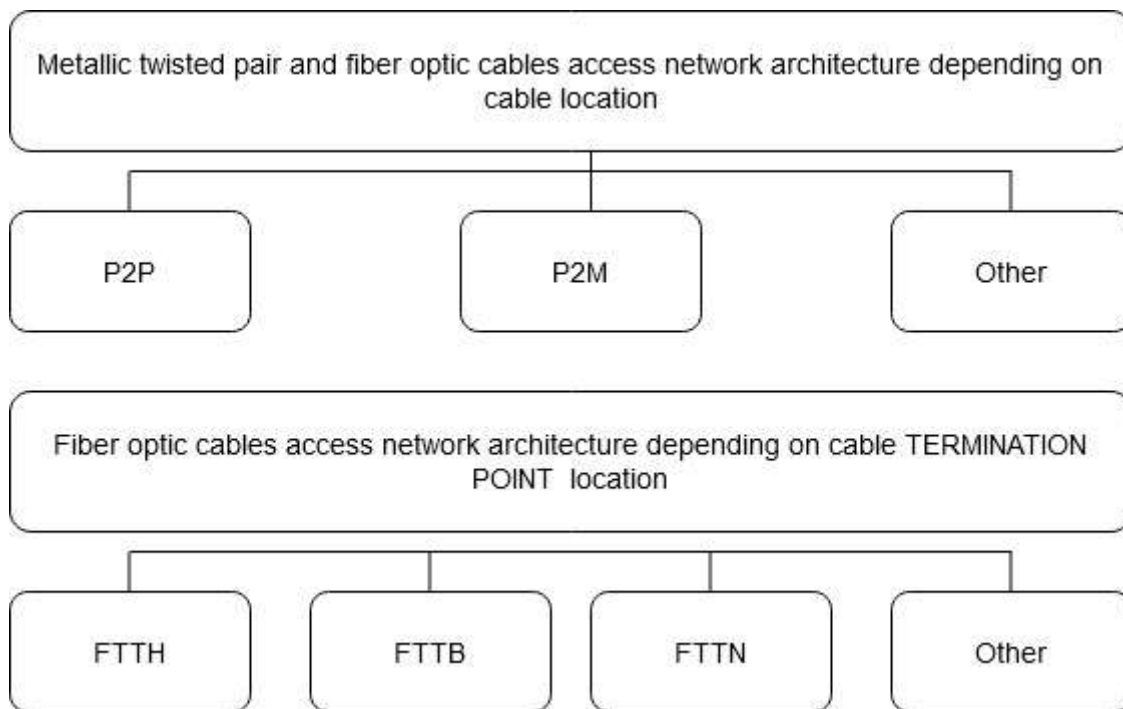 Metallic twisted pair and fiber optic cables access network architecture depending on
cable location
P2P
P2M
Other
Fiber optic cables access network architecture depending on cable TERMINATION
POINT location
FTTH
FTTB
FTTN
Other